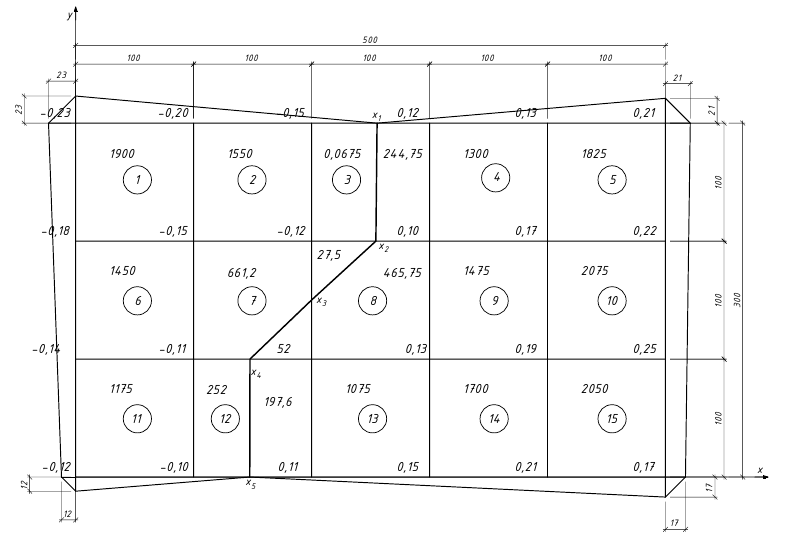 y
500
100 100 100 100 100
23 21
23 -0,23 -0,20 0,15 x1 0,12 0,13 0,21 21
1900 1550 0,0675 244,75 1300 1825
1 2 3 4 5 100
-0,18 -0,15 -0,12 x2 0,10 0,17 0,22
27,5
1450 661,2 465,75 1475 2075
6 7 x3 8 9 10 100 300
-0,14 -0,11 52 0,13 0,19 0,25
x4
1175 252 197,6 1075 1700 2050
11 12 13 14 15 100
-0,12 -0,10 0,11 0,15 0,21 0,17 x
12 x5 17
12 17